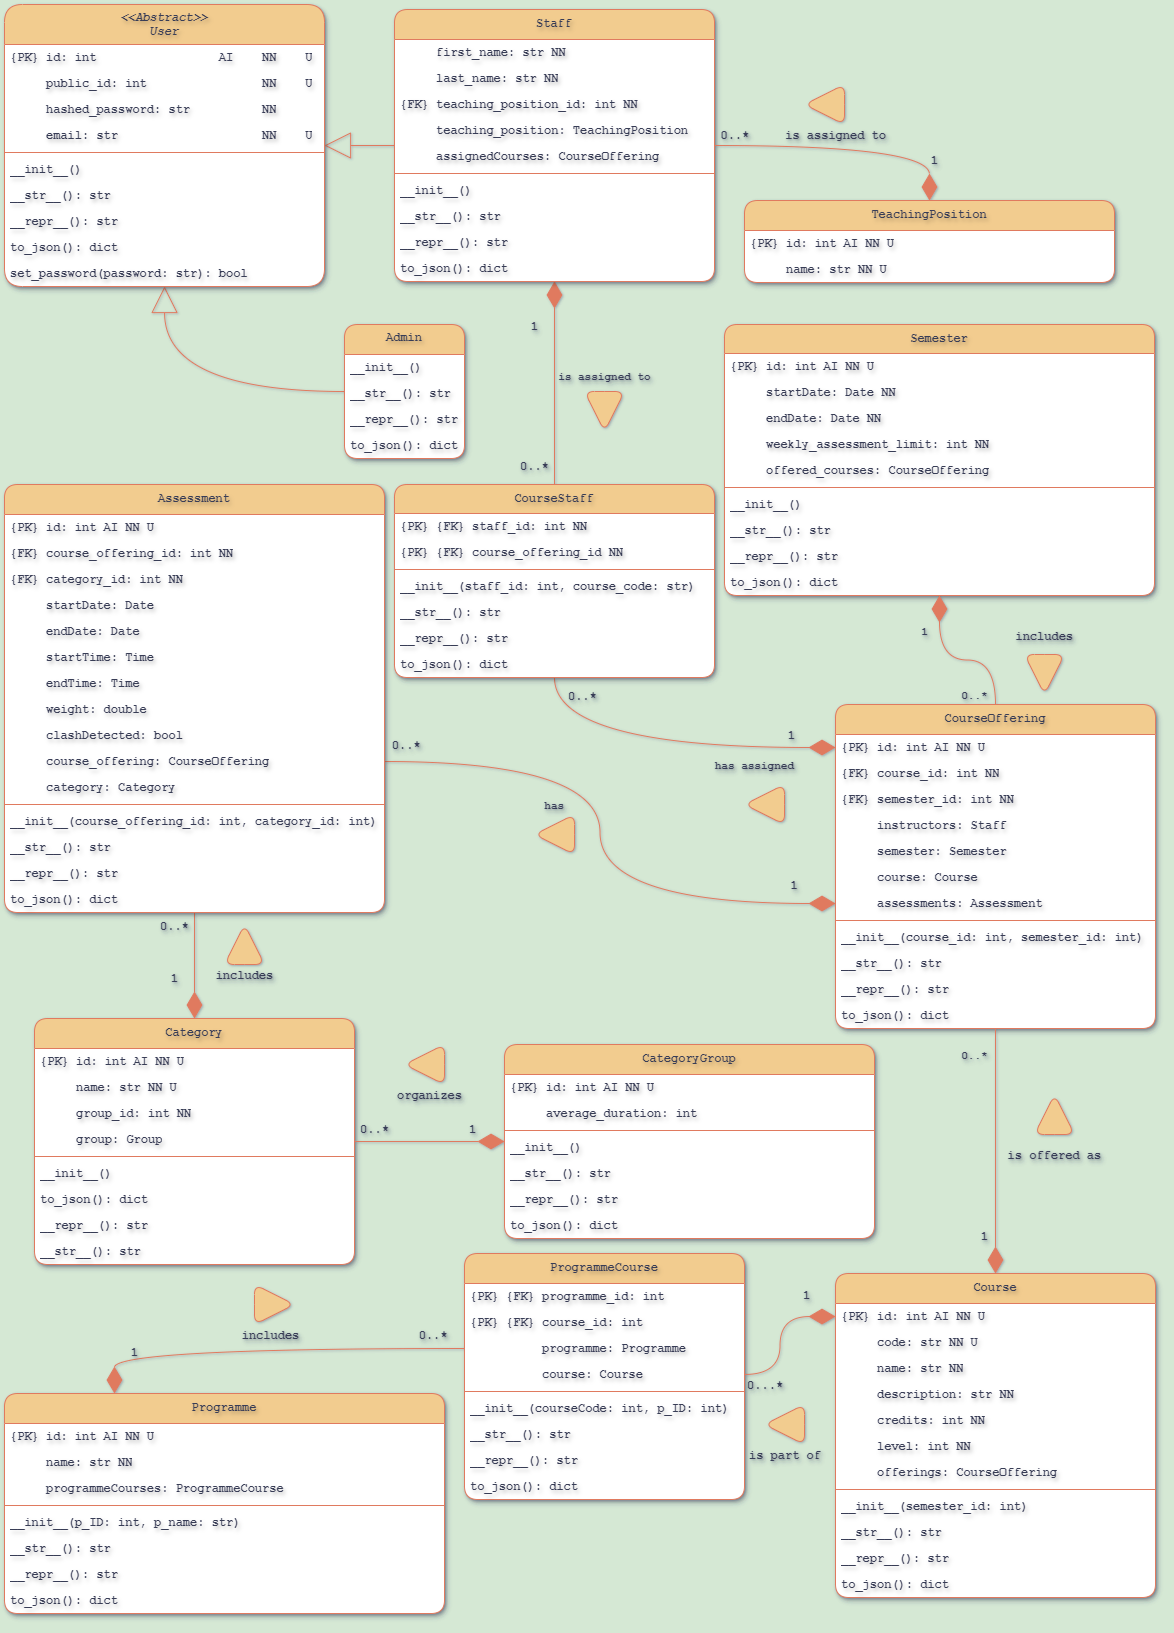 <<Abstract>>
User
{PK} id: int AI NN U
public_id: int NN U
hashed_password: str NN
email: str NN U
__init__()
__str__(): str
__repr__(): str
to_json(): dict
set_password(password: str): bool
Staff
first_name: str NN
last_name: str NN
{FK} teaching_position_id: int NN
teaching_position: TeachingPosition
assignedCourses: CourseOffering
__init__()
__str__(): str
__repr__(): str
to_json(): dict
0..*
is assigned to
1
TeachingPosition
{PK} id: int AI NN U
name: str NN U
Admin
__init__()
__str__(): str
__repr__(): str
to_json(): dict
1
is assigned to
0..*
Semester
{PK} id: int AI NN U
startDate: Date NN
endDate: Date NN
weekly_assessment_limit: int NN
offered_courses: CourseOffering
__init__()
__str__(): str
__repr__(): str
to_json(): dict
1
includes
0..*
Assessment
{PK} id: int AI NN U
{FK} course_offering_id: int NN
{FK} category_id: int NN
startDate: Date
endDate: Date
startTime: Time
endTime: Time
weight: double
clashDetected: bool
course_offering: CourseOffering
category: Category
__init__(course_offering_id: int, category_id: int)
__str__(): str
__repr__(): str
to_json(): dict
CourseStaff
{PK} {FK} staff_id: int NN
{PK} {FK} course_offering_id NN
__init__(staff_id: int, course_code: str)
__str__(): str
__repr__(): str
to_json(): dict
0..*
1
has assigned
0..*
has
1
CourseOffering
{PK} id: int AI NN U
{FK} course_id: int NN
{FK} semester_id: int NN
instructors: Staff
semester: Semester
course: Course
assessments: Assessment
__init__(course_id: int, semester_id: int)
__str__(): str
__repr__(): str
to_json(): dict
0..*
includes
1
Category
{PK} id: int AI NN U
name: str NN U
group_id: int NN
group: Group
__init__()
to_json(): dict
__repr__(): str
__str__(): str
organizes
0..*
1
CategoryGroup
{PK} id: int AI NN U
average_duration: int
__init__()
__str__(): str
__repr__(): str
to_json(): dict
0..*
is offered as
1
ProgrammeCourse
{PK} {FK} programme_id: int
{PK} {FK} course_id: int
programme: Programme
course: Course
__init__(courseCode: int, p_ID: int)
__str__(): str
__repr__(): str
to_json(): dict
includes
0..*
1
1
0...*
is part of
Programme
{PK} id: int AI NN U
name: str NN
programmeCourses: ProgrammeCourse
__init__(p_ID: int, p_name: str)
__str__(): str
__repr__(): str
to_json(): dict
Course
{PK} id: int AI NN U
code: str NN U
name: str NN
description: str NN
credits: int NN
level: int NN
offerings: CourseOffering
__init__(semester_id: int)
__str__(): str
__repr__(): str
to_json(): dict